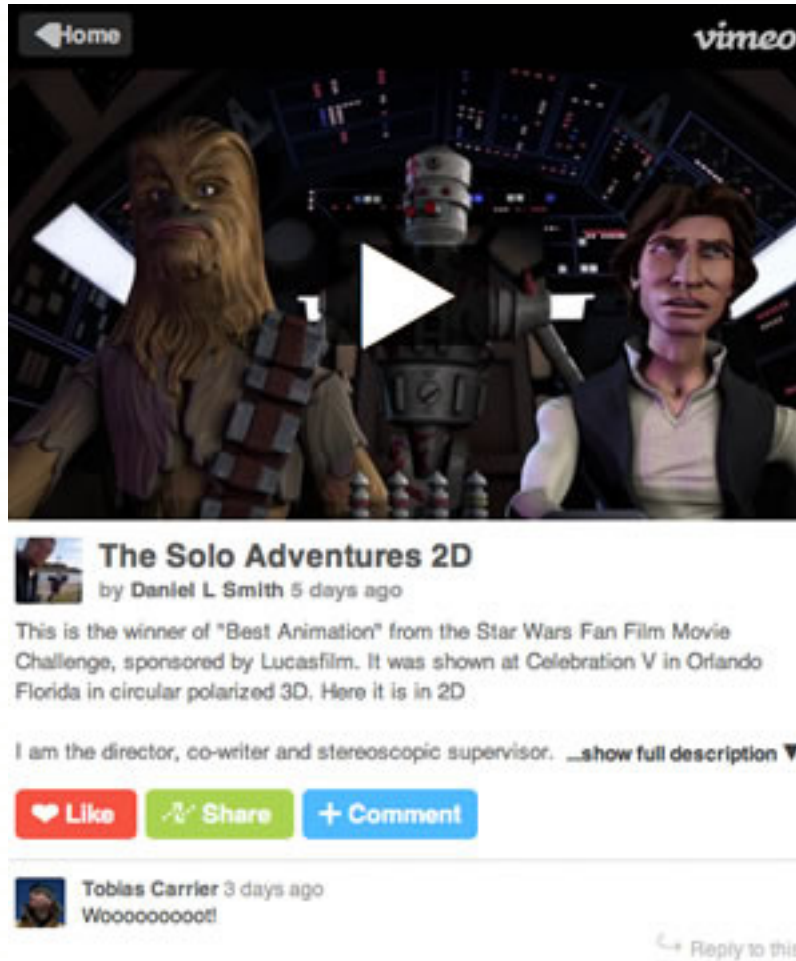 Home
vimeo
The Solo Adventures 2D
by Daniel L Smith 5 days ago
This is the winner of "Best Animation" from the Star Wars Fan Film Movie
Challenge, sponsored by Lucasfilm. It was shown at Celebration V in Orlando
Florida in circular polarized 3D. Here it is in 2D
I am the director, co-writer and stereoscopic supervisor. ...show full description ▼
Like
Share
+ Comment
Tobias Carrier 3 days ago
Wooooooooot!
Reply to this